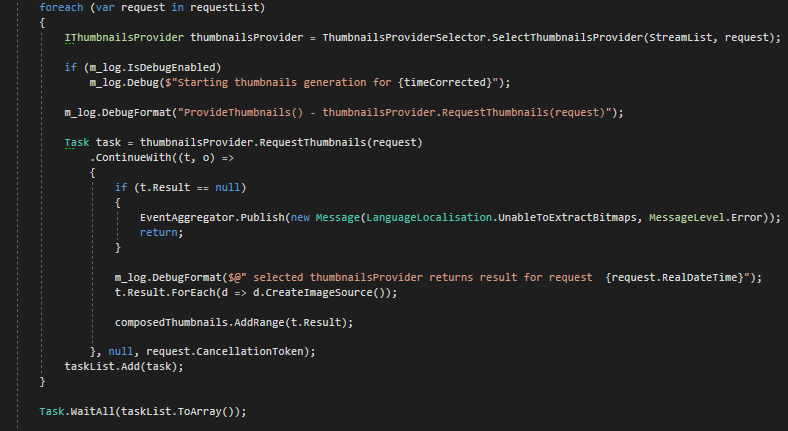 foreach (var request in requestList)
{
IThumbnailsProvider thumbnailsProvider = ThumbnailsProviderSelector.SelectThumbnailsProvider(StreamList, request);
if (m_log.IsDebugEnabled)
m_log.Debug($"Starting thumbnails generation for {timeCorrected}");
m_log.DebugFormat("ProvideThumbnails() - thumbnailsProvider.RequestThumbnails(request)");
Task task = thumbnailsProvider.RequestThumbnails(request)
.ContinueWith((t, o) =>
{
if (t.Result == null)
{
EventAggregator.Publish(new Message(LanguageLocalisation.UnableToExtractBitmaps, MessageLevel.Error));
return;
}
m_log.DebugFormat($@" selected thumbnailsProvider returns result for request  {request.RealDateTime}");
t.Result.ForEach(d => d.CreateImageSource());
composedThumbnails.AddRange(t.Result);
}, null, request.CancellationToken);
taskList.Add(task);
}
Task.WaitAll(taskList.ToArray());